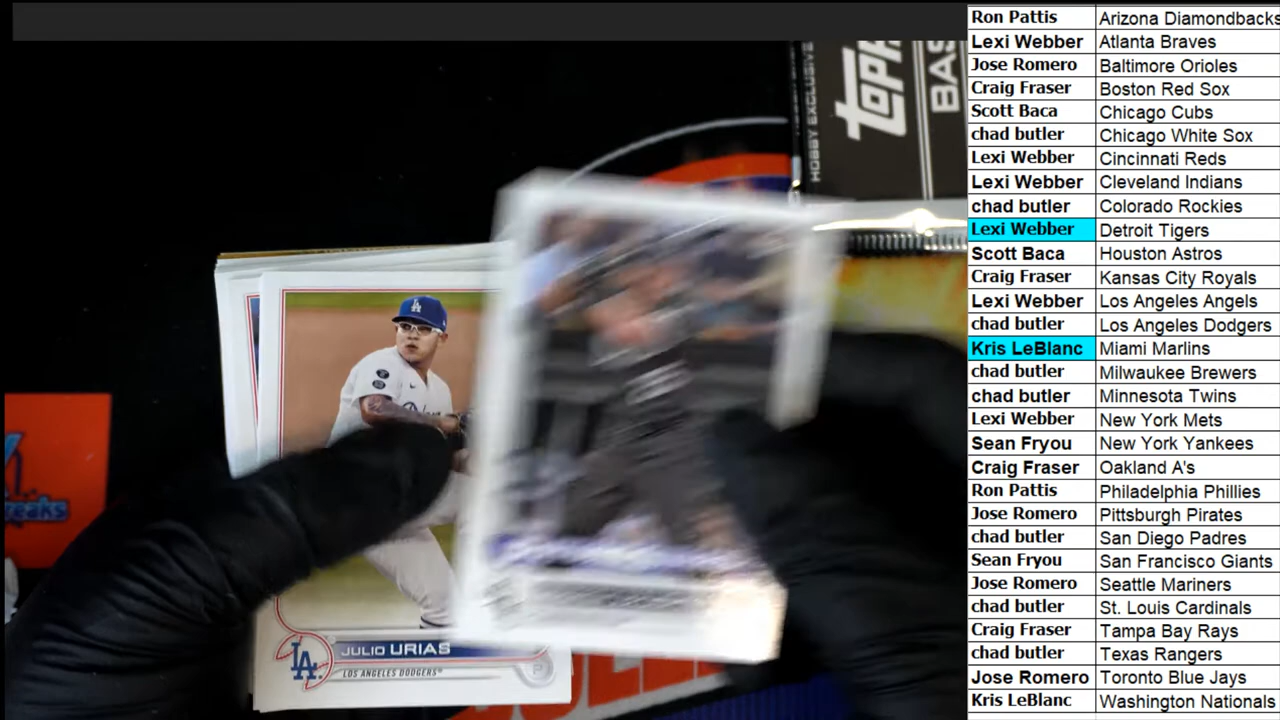 Ron Pattis Arizona Diamondbacks
Lexi Webber Atlanta Braves
Jose Romero Baltimore Orioles
Craig Fraser Boston Red Sox
Scott Baca Chicago Cubs
chad butler Chicago White Sox
Lexi Webber Cincinnati Reds
Lexi Webber Cleveland Indians
chad butler Colorado Rockies
Lexi Webber Detroit Tigers
Scott Baca Houston Astros
Craig Fraser Kansas City Royals
Lexi Webber Los Angeles Angels
chad butler Los Angeles Dodgers
Kris LeBlanc Miami Marlins
chad butler Milwaukee Brewers
chad butler Minnesota Twins
Lexi Webber New York Mets
Sean Fryou New York Yankees
Craig Fraser Oakland A's
Ron Pattis Philadelphia Phillies
Jose Romero Pittsburgh Pirates
chad butler San Diego Padres
Sean Fryou San Francisco Giants
Jose Romero Seattle Mariners
chad butler St. Louis Cardinals
Craig Fraser Tampa Bay Rays
chad butler Texas Rangers
Jose Romero Toronto Blue Jays
Kris LeBlanc Washington Nationals
HOBBY EXCLUSIVE
TOPPS
BAS
LA
JULIO URIAS
LA
LOS ANGELES DODGERS
reaks